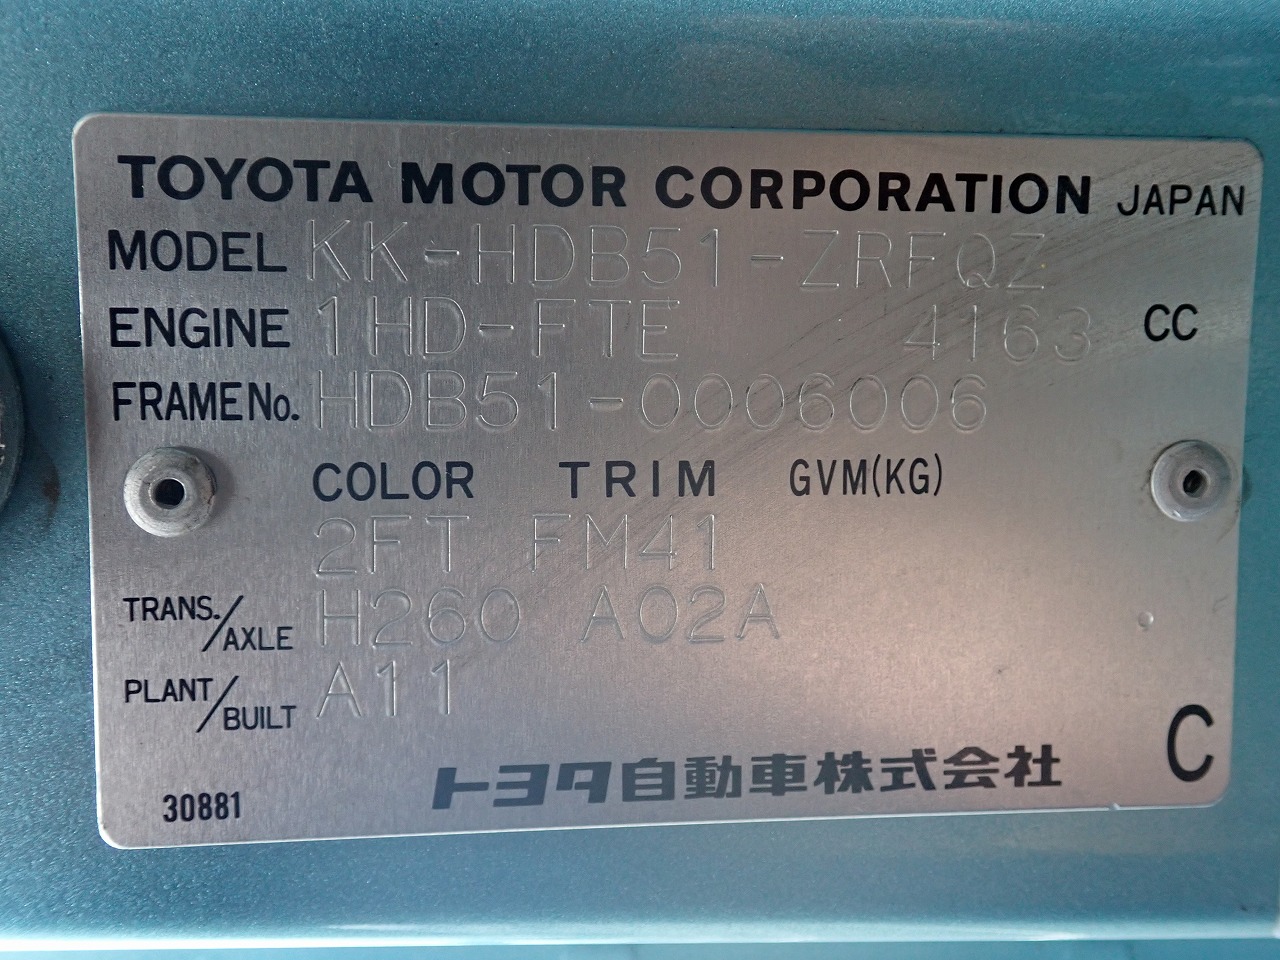 TOYOTA MOTOR CORPORATION JAPAN
MODEL KK-HDB51-ZRFQZ
ENGINE 1HD-FTE 4163 CC
FRAME No. HDB51-0006006
COLOR TRIM GVM(KG)
2FT FM41
TRANS./AXLE H260 A02A
PLANT/BUILT A11
トヨタ自動車株式会社 C
30881